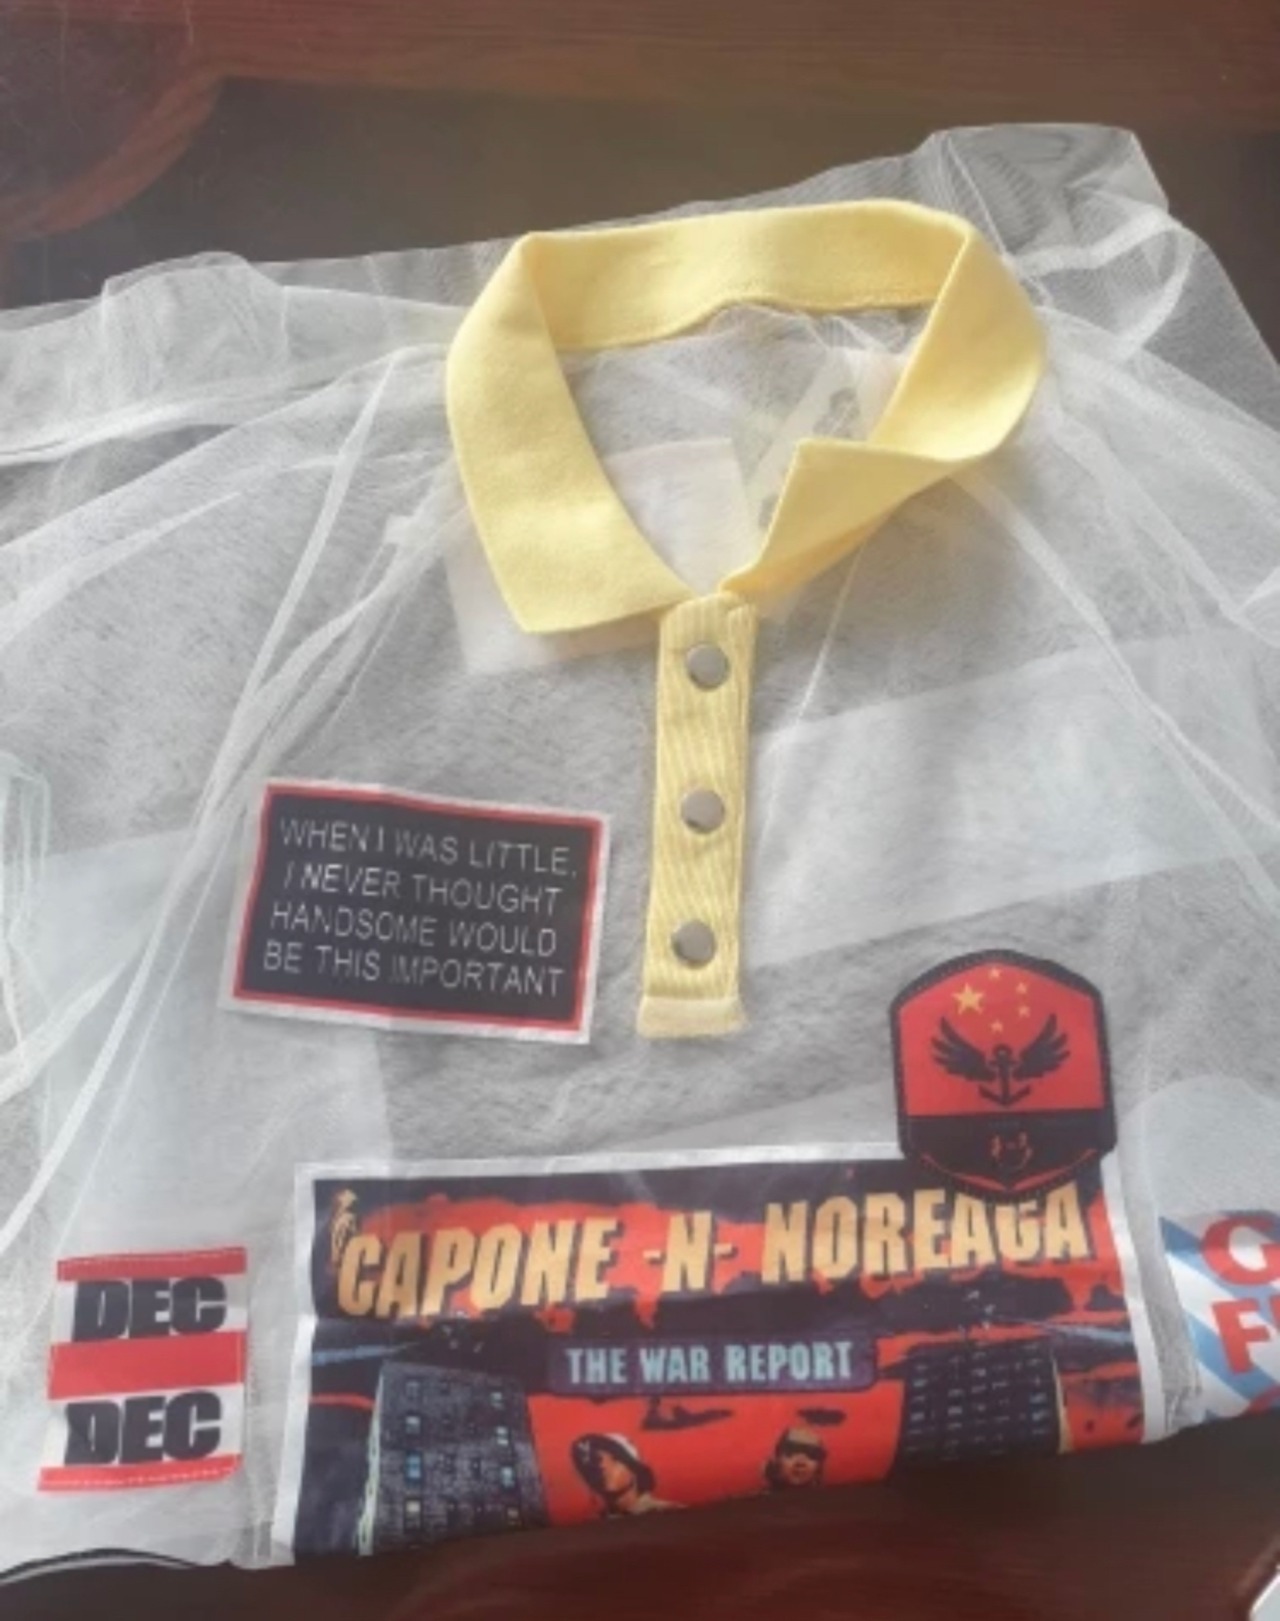 WHEN I WAS LITTLE,
I NEVER THOUGHT
HANDSOME WOULD
BE THIS IMPORTANT
CAPONE -N- NOREAGA
THE WAR REPORT
DEC
DEC